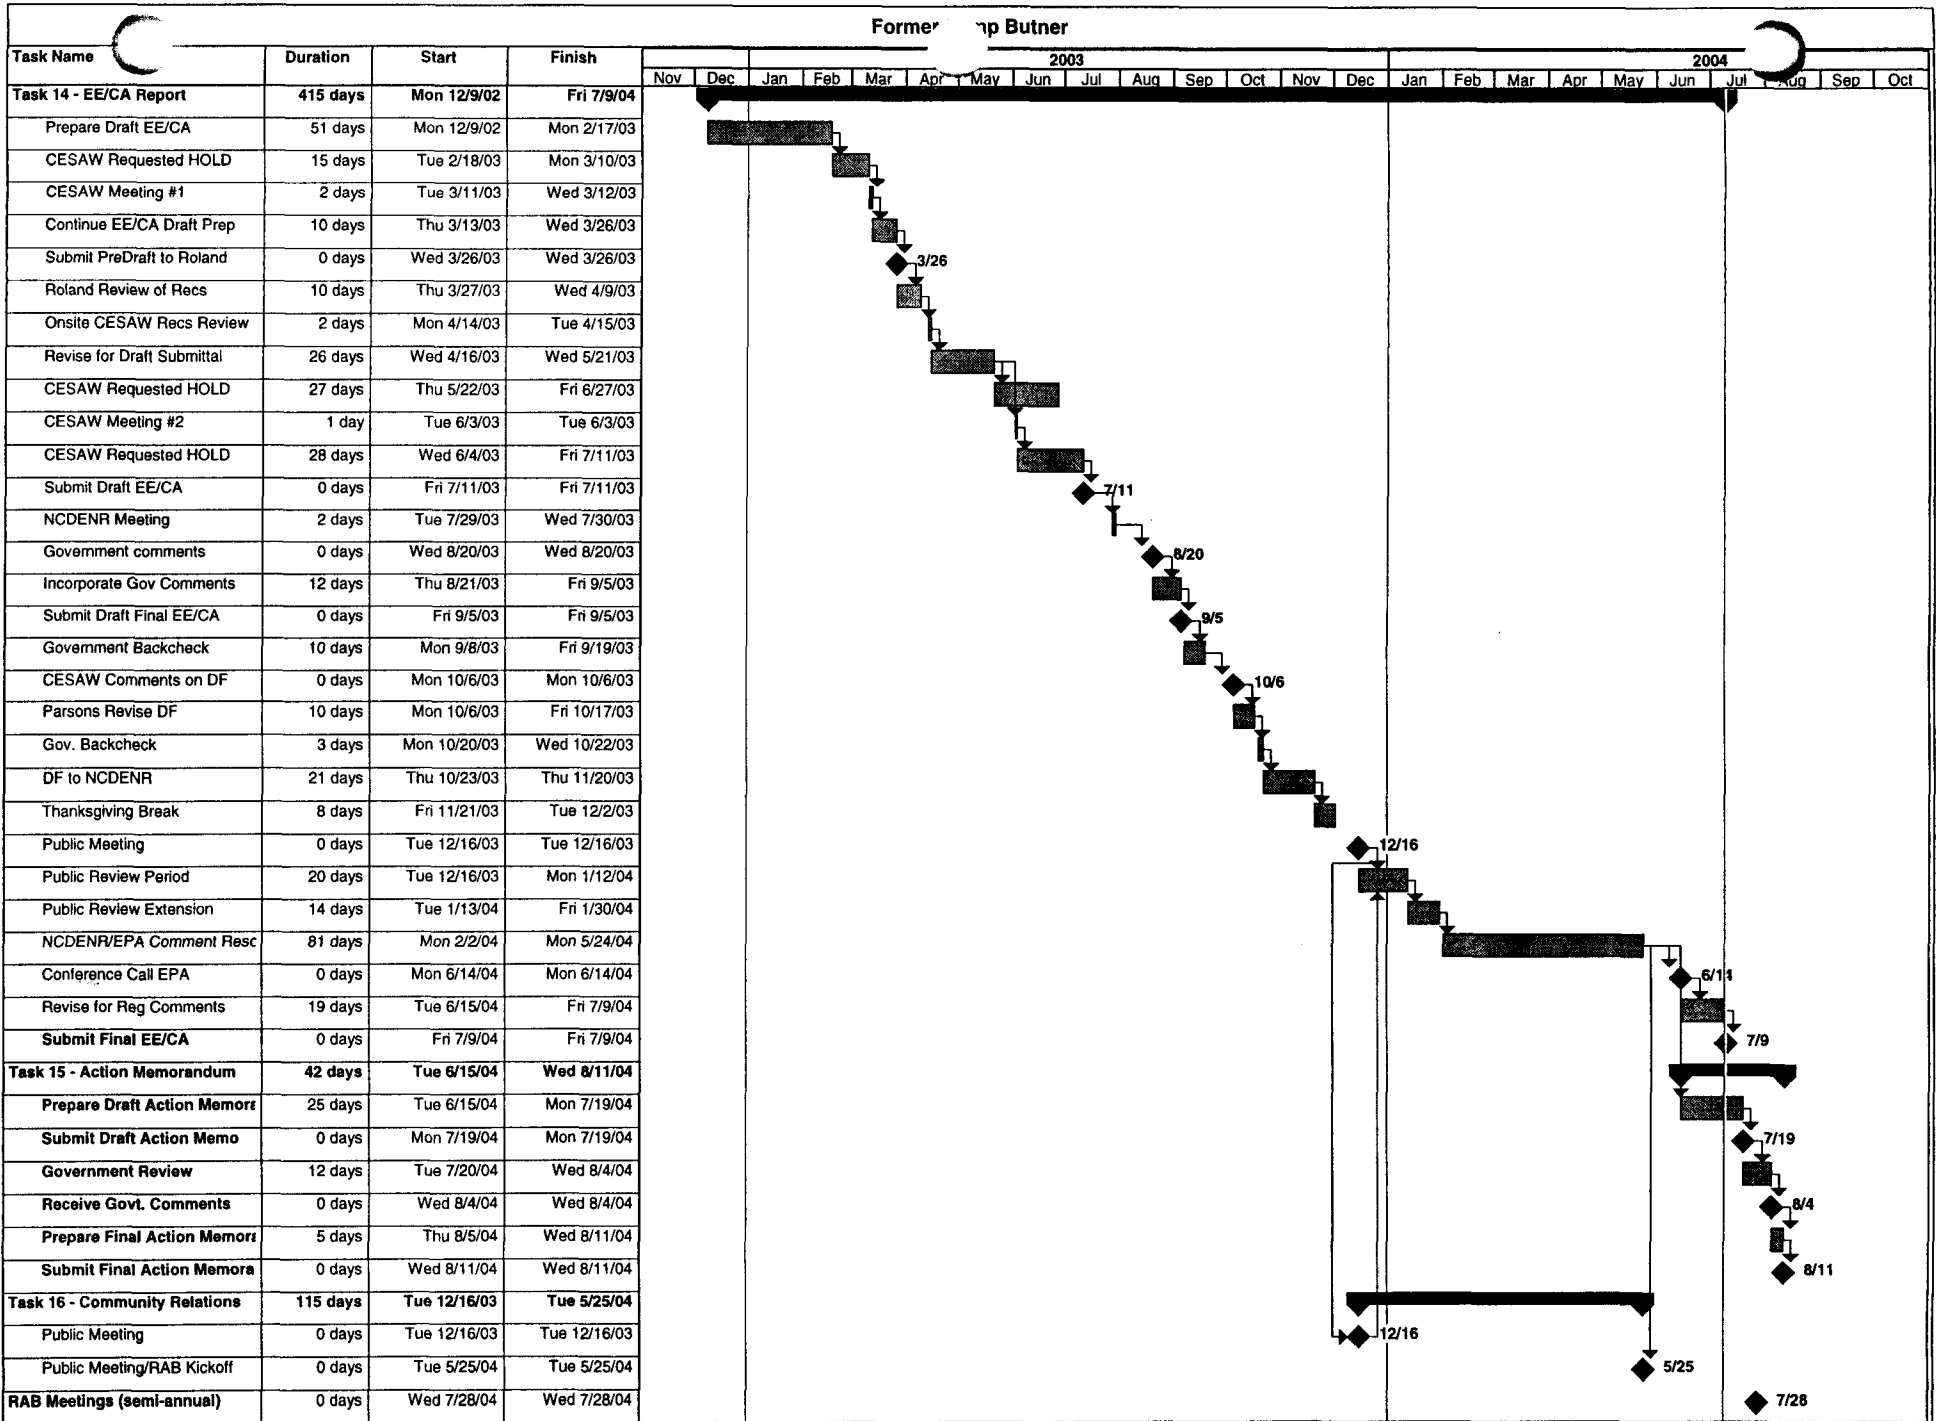 Former mp Butner
Task Name Duration Start Finish 2003 2004
Nov Dec Jan Feb Mar Apr May Jun Jul Aug Sep Oct Nov Dec Jan Feb Mar Apr May Jun Jul Aug Sep Oct
Task 14 - EE/CA Report 415 days Mon 12/9/02 Fri 7/9/04
Prepare Draft EE/CA 51 days Mon 12/9/02 Mon 2/17/03
CESAW Requested HOLD 15 days Tue 2/18/03 Mon 3/10/03
CESAW Meeting #1 2 days Tue 3/11/03 Wed 3/12/03
Continue EE/CA Draft Prep 10 days Thu 3/13/03 Wed 3/26/03
Submit PreDraft to Roland 0 days Wed 3/26/03 Wed 3/26/03 3/26
Roland Review of Recs 10 days Thu 3/27/03 Wed 4/9/03
Onsite CESAW Recs Review 2 days Mon 4/14/03 Tue 4/15/03
Revise for Draft Submittal 26 days Wed 4/16/03 Wed 5/21/03
CESAW Requested HOLD 27 days Thu 5/22/03 Fri 6/27/03
CESAW Meeting #2 1 day Tue 6/3/03 Tue 6/3/03
CESAW Requested HOLD 28 days Wed 6/4/03 Fri 7/11/03
Submit Draft EE/CA 0 days Fri 7/11/03 Fri 7/11/03 7/11
NCDENR Meeting 2 days Tue 7/29/03 Wed 7/30/03
Government comments 0 days Wed 8/20/03 Wed 8/20/03 8/20
Incorporate Gov Comments 12 days Thu 8/21/03 Fri 9/5/03
Submit Draft Final EE/CA 0 days Fri 9/5/03 Fri 9/5/03 9/5
Government Backcheck 10 days Mon 9/8/03 Fri 9/19/03
CESAW Comments on DF 0 days Mon 10/6/03 Mon 10/6/03 10/6
Parsons Revise DF 10 days Mon 10/6/03 Fri 10/17/03
Gov. Backcheck 3 days Mon 10/20/03 Wed 10/22/03
DF to NCDENR 21 days Thu 10/23/03 Thu 11/20/03
Thanksgiving Break 8 days Fri 11/21/03 Tue 12/2/03
Public Meeting 0 days Tue 12/16/03 Tue 12/16/03 12/16
Public Review Period 20 days Tue 12/16/03 Mon 1/12/04
Public Review Extension 14 days Tue 1/13/04 Fri 1/30/04
NCDENR/EPA Comment Resc 81 days Mon 2/2/04 Mon 5/24/04
Conference Call EPA 0 days Mon 6/14/04 Mon 6/14/04 6/14
Revise for Reg Comments 19 days Tue 6/15/04 Fri 7/9/04
Submit Final EE/CA 0 days Fri 7/9/04 Fri 7/9/04 7/9
Task 15 - Action Memorandum 42 days Tue 6/15/04 Wed 8/11/04
Prepare Draft Action Memora 25 days Tue 6/15/04 Mon 7/19/04
Submit Draft Action Memo 0 days Mon 7/19/04 Mon 7/19/04 7/19
Government Review 12 days Tue 7/20/04 Wed 8/4/04
Receive Govt. Comments 0 days Wed 8/4/04 Wed 8/4/04 8/4
Prepare Final Action Memora 5 days Thu 8/5/04 Wed 8/11/04
Submit Final Action Memora 0 days Wed 8/11/04 Wed 8/11/04 8/11
Task 16 - Community Relations 115 days Tue 12/16/03 Tue 5/25/04
Public Meeting 0 days Tue 12/16/03 Tue 12/16/03 12/16
Public Meeting/RAB Kickoff 0 days Tue 5/25/04 Tue 5/25/04 5/25
RAB Meetings (semi-annual) 0 days Wed 7/28/04 Wed 7/28/04 7/28